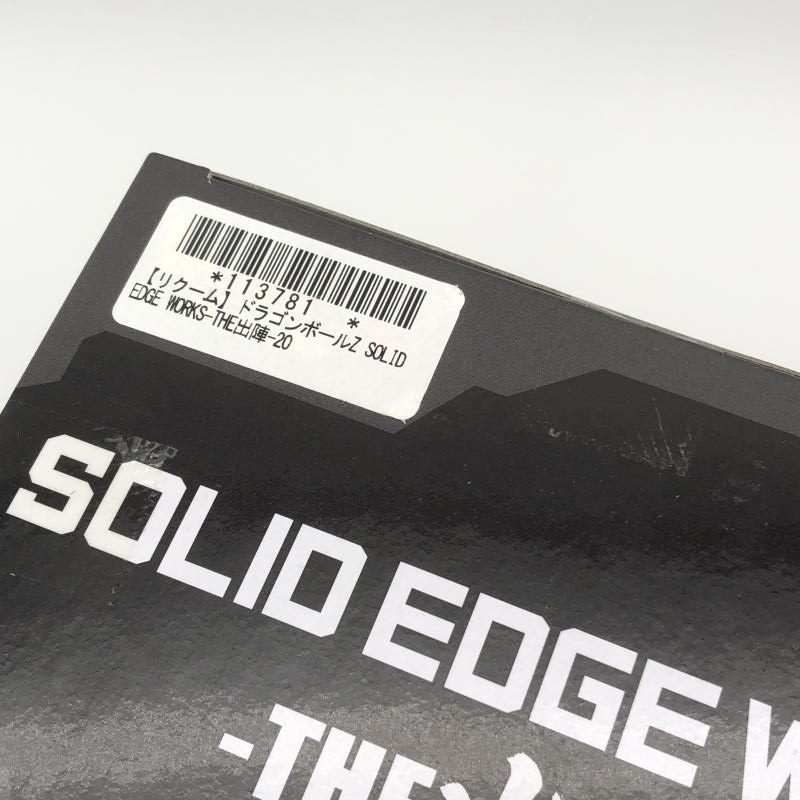 *113781 *
【リクーム】ドラゴンボールZ SOLID
EDGE WORKS-THE出陣-20
SOLID EDGE W
-THE